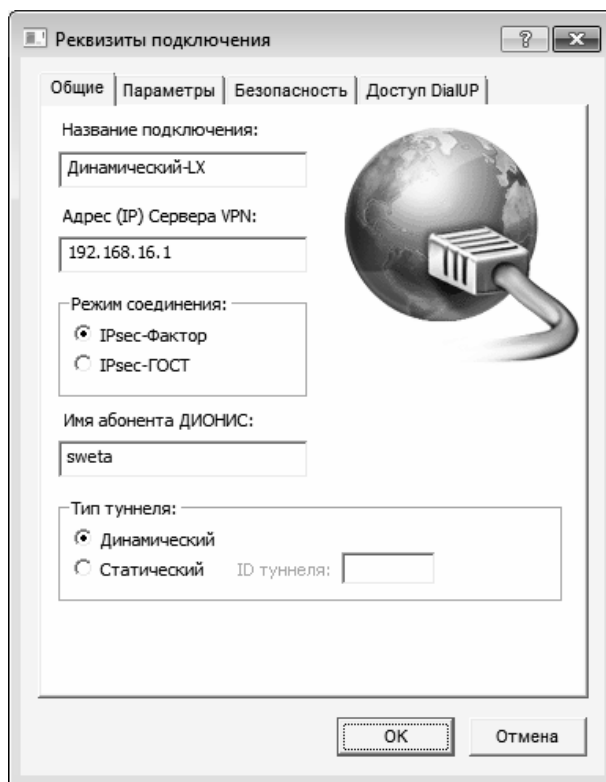 Реквизиты подключения
Общие Параметры Безопасность Доступ DialUP
Название подключения:
Динамический-LX
Адрес (IP) Сервера VPN:
192.168.16.1
Режим соединения:
IPsec-Фактор
IPsec-ГОСТ
Имя абонента ДИОНИС:
sweta
Тип туннеля:
Динамический
Статический ID туннеля:
OK Отмена